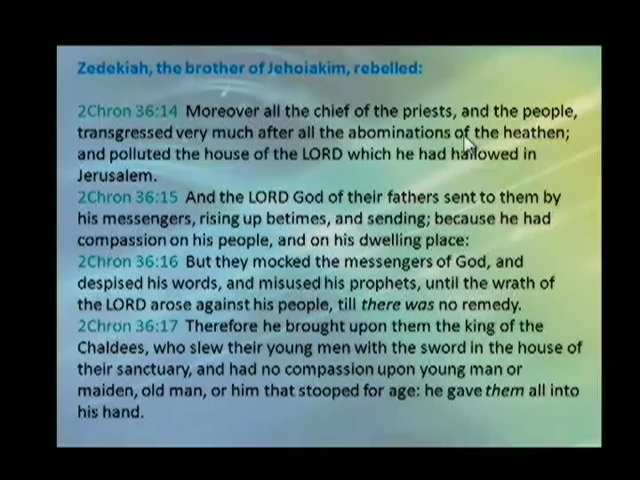 Zedekiah, the brother of Jehoiakim, rebelled:
2Chron 36:14 Moreover all the chief of the priests, and the people,
transgressed very much after all the abominations of the heathen;
and polluted the house of the LORD which he had hallowed in
Jerusalem.
2Chron 36:15 And the LORD God of their fathers sent to them by
his messengers, rising up betimes, and sending; because he had
compassion on his people, and on his dwelling place:
2Chron 36:16 But they mocked the messengers of God, and
despised his words, and misused his prophets, until the wrath of
the LORD arose against his people, till there was no remedy.
2Chron 36:17 Therefore he brought upon them the king of the
Chaldees, who slew their young men with the sword in the house of
their sanctuary, and had no compassion upon young man or
maiden, old man, or him that stooped for age: he gave them all into
his hand.